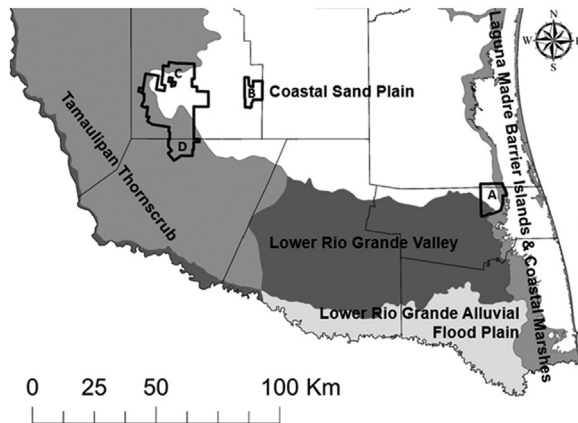 N
W
E
S
C
B
Coastal Sand Plain
D
Tamaulipan Thornscrub
Laguna Madre Barrier Islands & Coastal Marshes
A
Lower Rio Grande Valley
Lower Rio Grande Alluvial
Flood Plain
0 25 50 100 Km